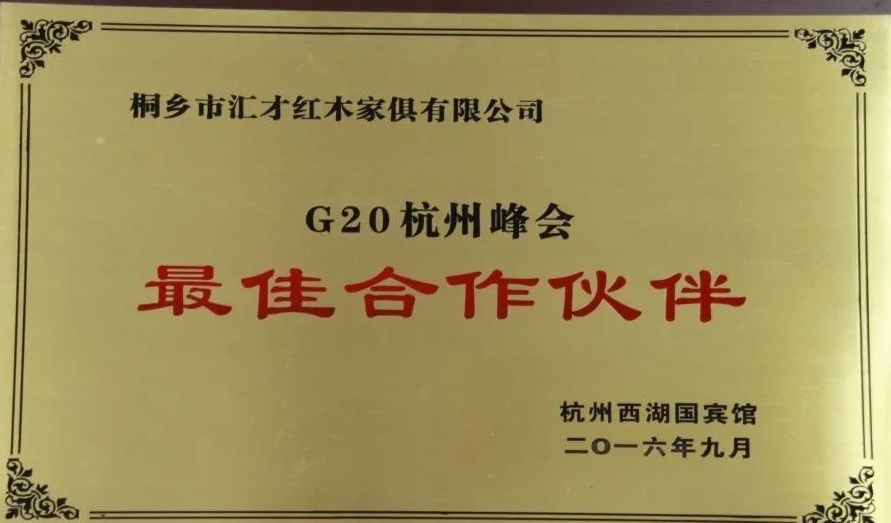 桐乡市汇才红木家俱有限公司
G20杭州峰会
最佳合作伙伴
杭州西湖国宾馆
二〇一六年九月